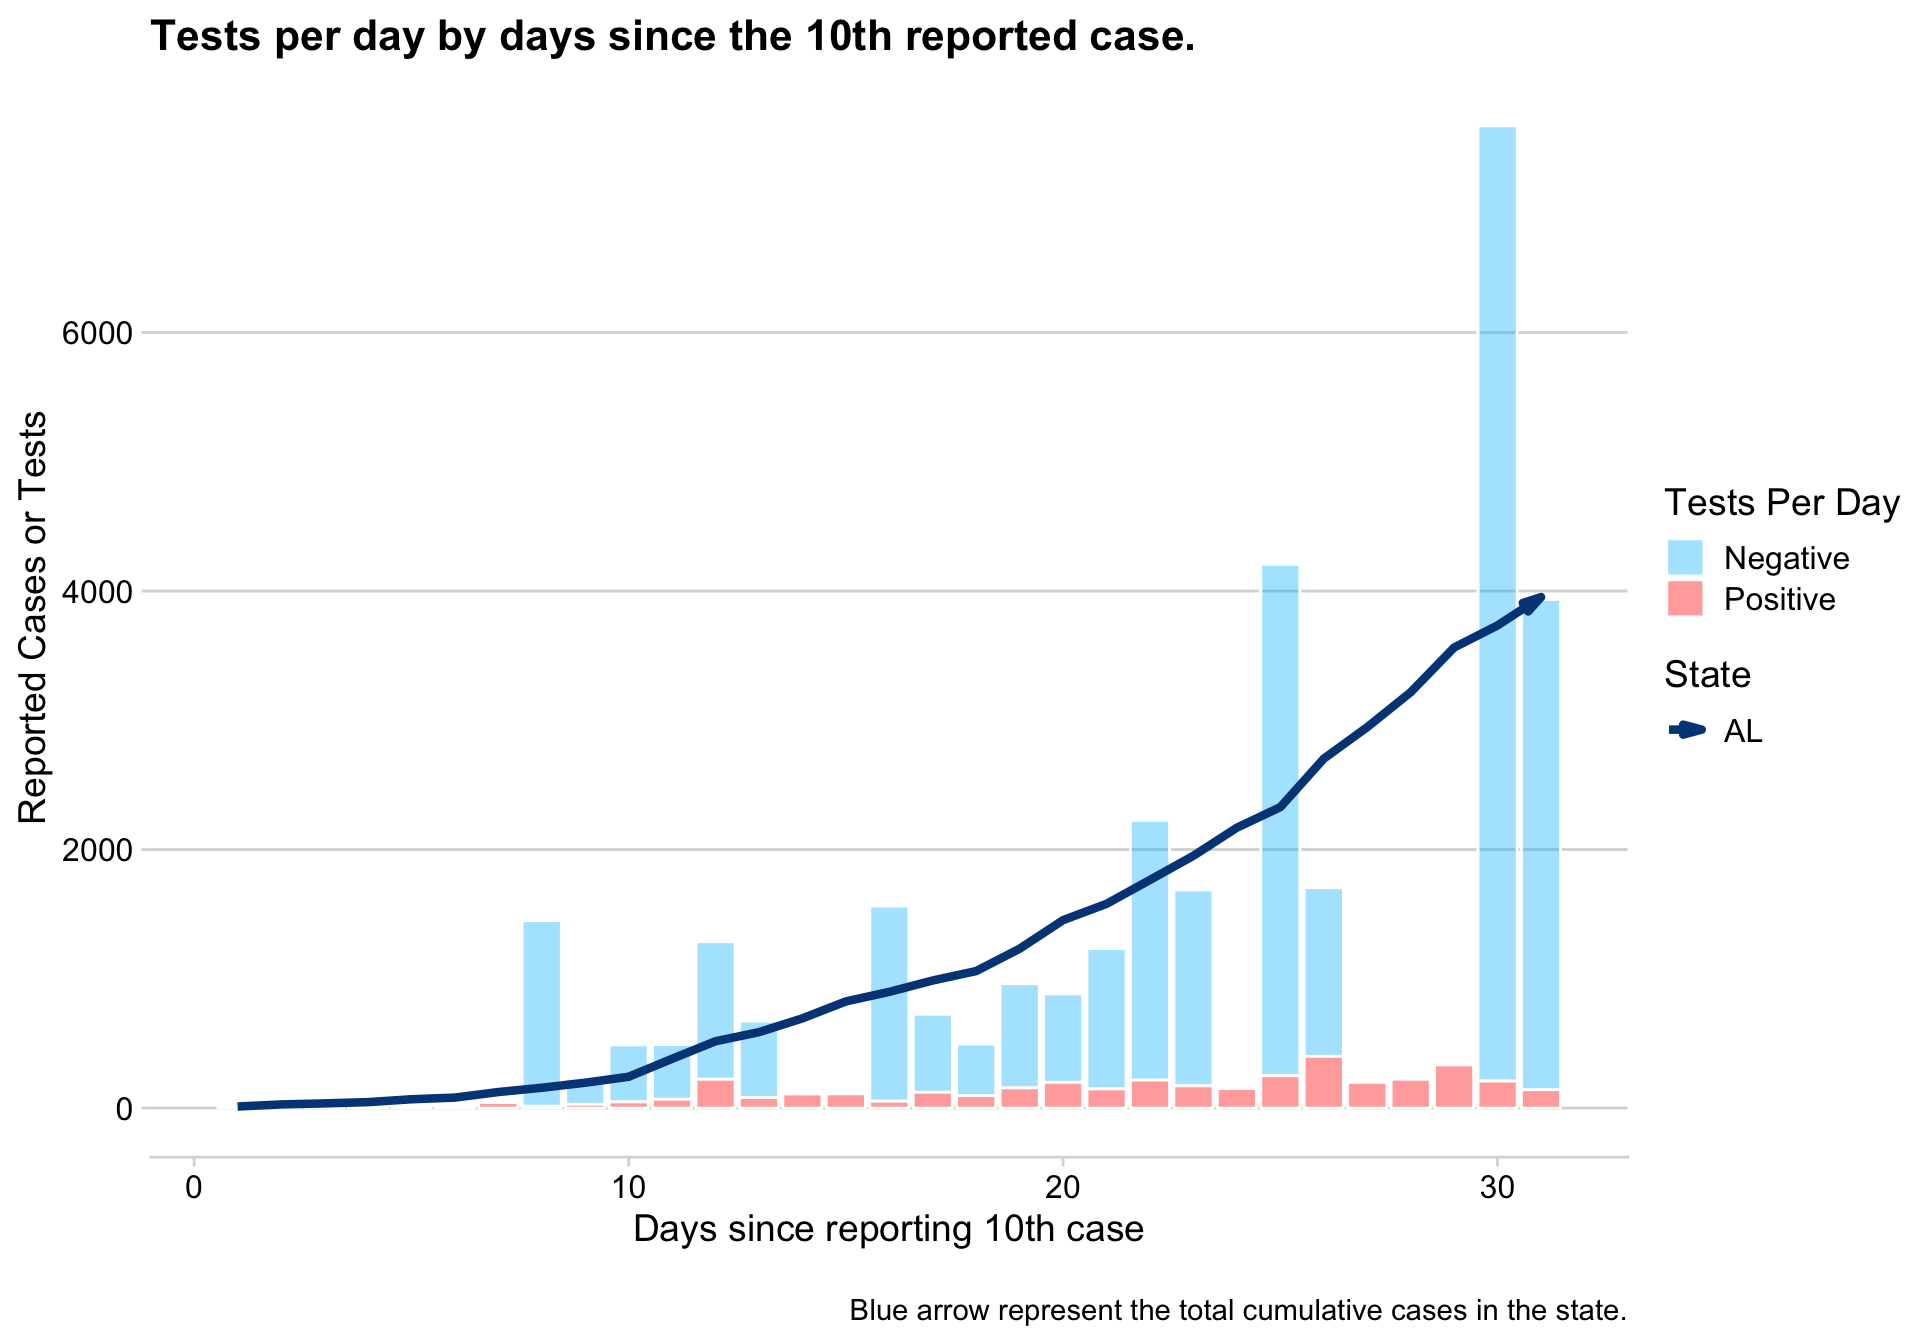 Tests per day by days since the 10th reported case.
6000
4000
2000
0
Reported Cases or Tests
0 10 20 30
Days since reporting 10th case
Tests Per Day
Negative
Positive
State
AL
Blue arrow represent the total cumulative cases in the state.